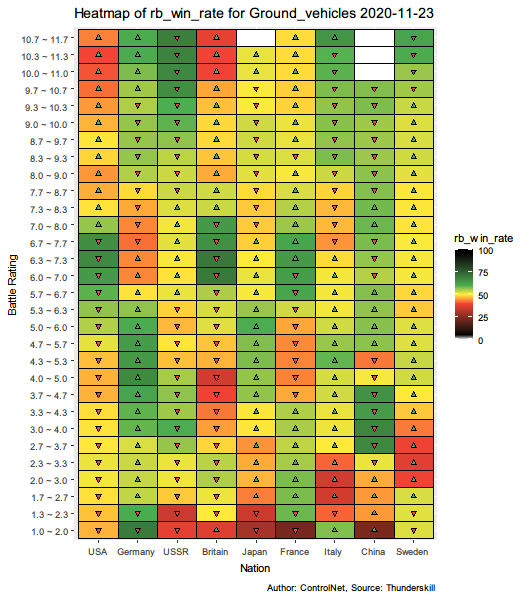 Heatmap of rb_win_rate for Ground_vehicles 2020-11-23
Battle Rating
10.7 ~ 11.7
10.3 ~ 11.3
10.0 ~ 11.0
9.7 ~ 10.7
9.3 ~ 10.3
9.0 ~ 10.0
8.7 ~ 9.7
8.3 ~ 9.3
8.0 ~ 9.0
7.7 ~ 8.7
7.3 ~ 8.3
7.0 ~ 8.0
6.7 ~ 7.7
6.3 ~ 7.3
6.0 ~ 7.0
5.7 ~ 6.7
5.3 ~ 6.3
5.0 ~ 6.0
4.7 ~ 5.7
4.3 ~ 5.3
4.0 ~ 5.0
3.7 ~ 4.7
3.3 ~ 4.3
3.0 ~ 4.0
2.7 ~ 3.7
2.3 ~ 3.3
2.0 ~ 3.0
1.7 ~ 2.7
1.3 ~ 2.3
1.0 ~ 2.0
USA Germany USSR Britain Japan France Italy China Sweden
Nation
rb_win_rate
100
75
50
25
0
Author: ControlNet, Source: Thunderskill